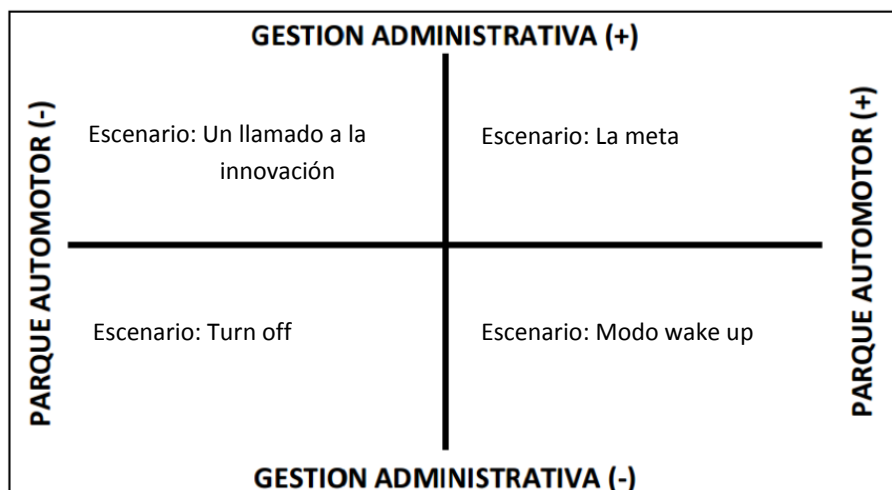 GESTION ADMINISTRATIVA (+)
PARQUE AUTOMOTOR (-)
Escenario: Un llamado a la
innovación
Escenario: La meta
PARQUE AUTOMOTOR (+)
Escenario: Turn off
Escenario: Modo wake up
GESTION ADMINISTRATIVA (-)